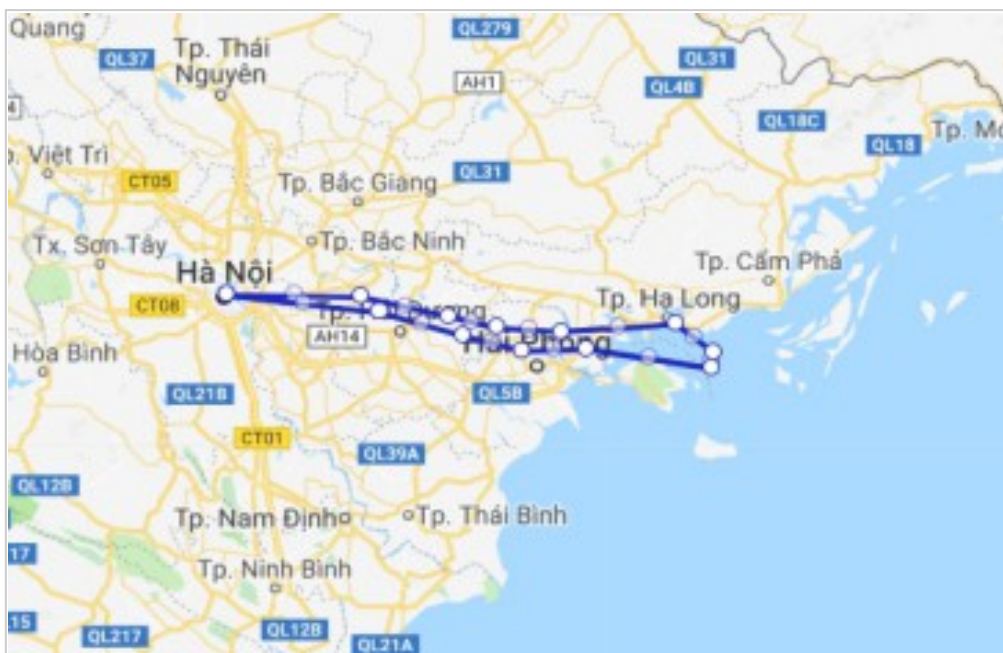 Quang
QL279
QL37
Tp. Thái
Nguyên
QL31
AH1
QL4B
QL18C
QL18
Việt Trì
CT05
QL31
Tp. Bắc Giang
Tx. Sơn Tây
Tp. Bắc Ninh
Hà Nội
Tp. Cẩm Phả
CT08
Tp. Hạ Long
AH14
Hòa Bình
QL21B
QL5B
CT01
QL39A
QL12B
Tp. Nam Định
Tp. Thái Bình
17
Tp. Ninh Bình
15
QL217
QL12B
QL21A